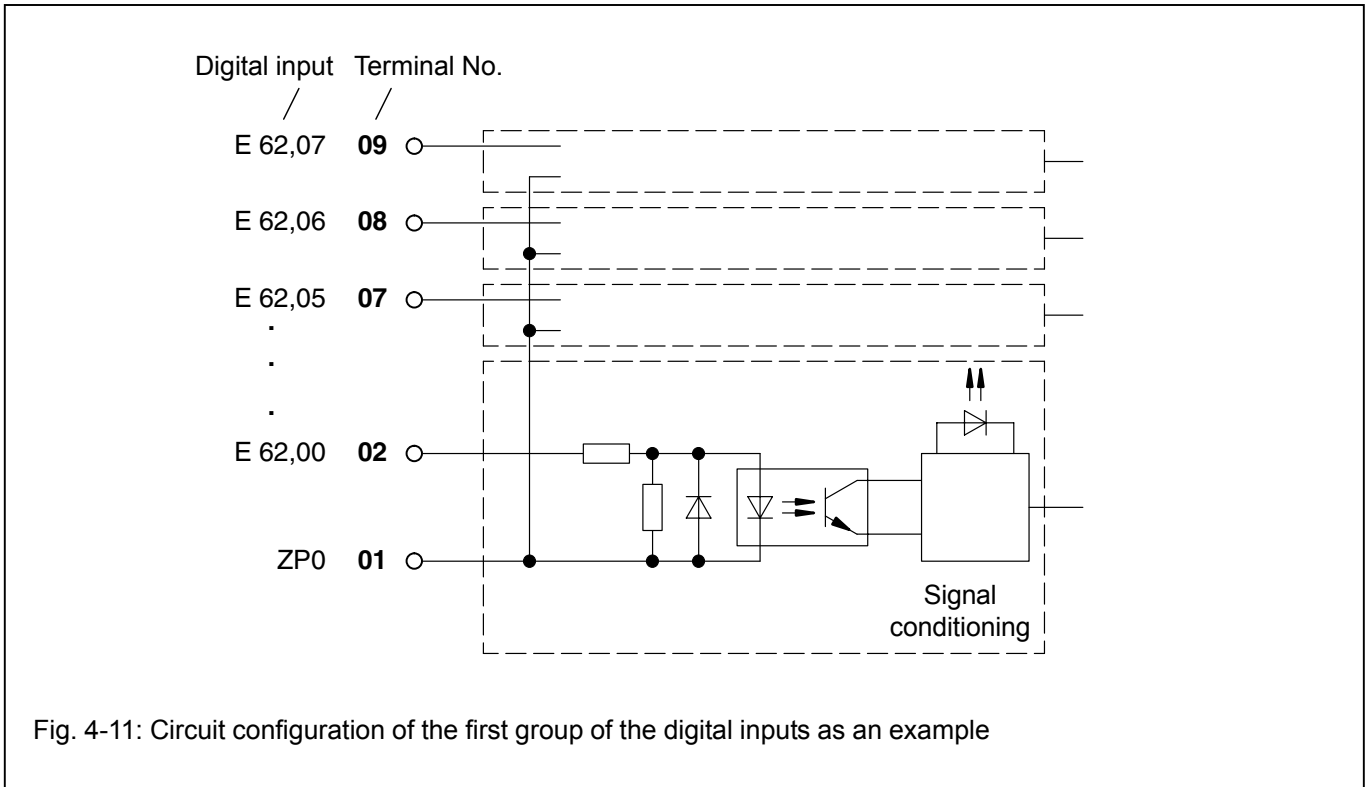 Digital input Terminal No.
E 62,07 09
E 62,06 08
E 62,05 07
.
.
.
E 62,00 02
ZP0 01
Signal
conditioning
Fig. 4-11: Circuit configuration of the first group of the digital inputs as an example